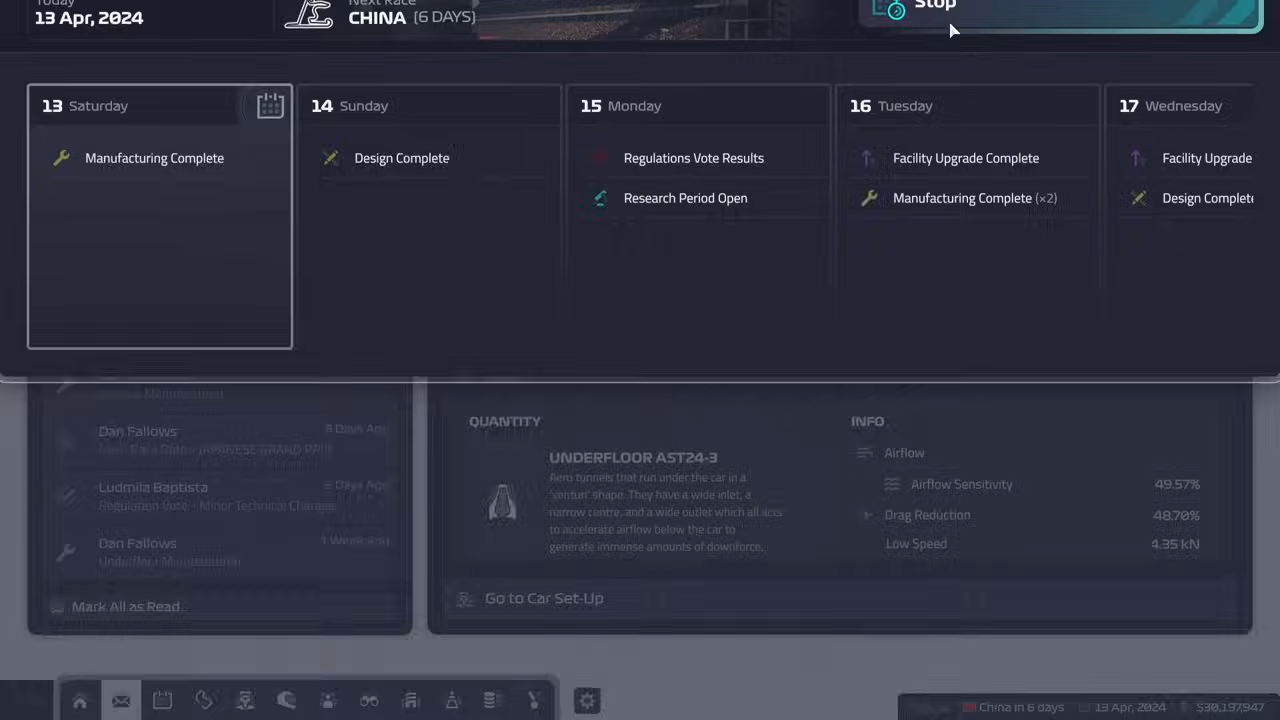 Today
Next Race
Stop
13 Apr, 2024
CHINA (6 DAYS)
13 Saturday
14 Sunday
15 Monday
16 Tuesday
17 Wednesday
Manufacturing Complete
Design Complete
Regulations Vote Results
Facility Upgrade Complete
Facility Upgrade
Research Period Open
Manufacturing Complete (×2)
Design Complete
Dan Fallows
Ludmila Baptista
3 Days Ago
Regulation Vote - Minor Technical Changes
Dan Fallows
1 Week Ago
Mark All as Read
QUANTITY
UNDERFLOOR AST24-3
Aero tunnels that run under the car in a
'venturi' shape. They have a wide inlet, a
narrow centre, and a wide outlet which all acts
to accelerate airflow below the car to
generate immense amounts of downforce.
INFO
Airflow
Airflow Sensitivity 49.57%
Drag Reduction 48.70%
Low Speed 4.35 kN
Go to Car Set-Up
China in 6 days
13 Apr, 2024
$30,197,947